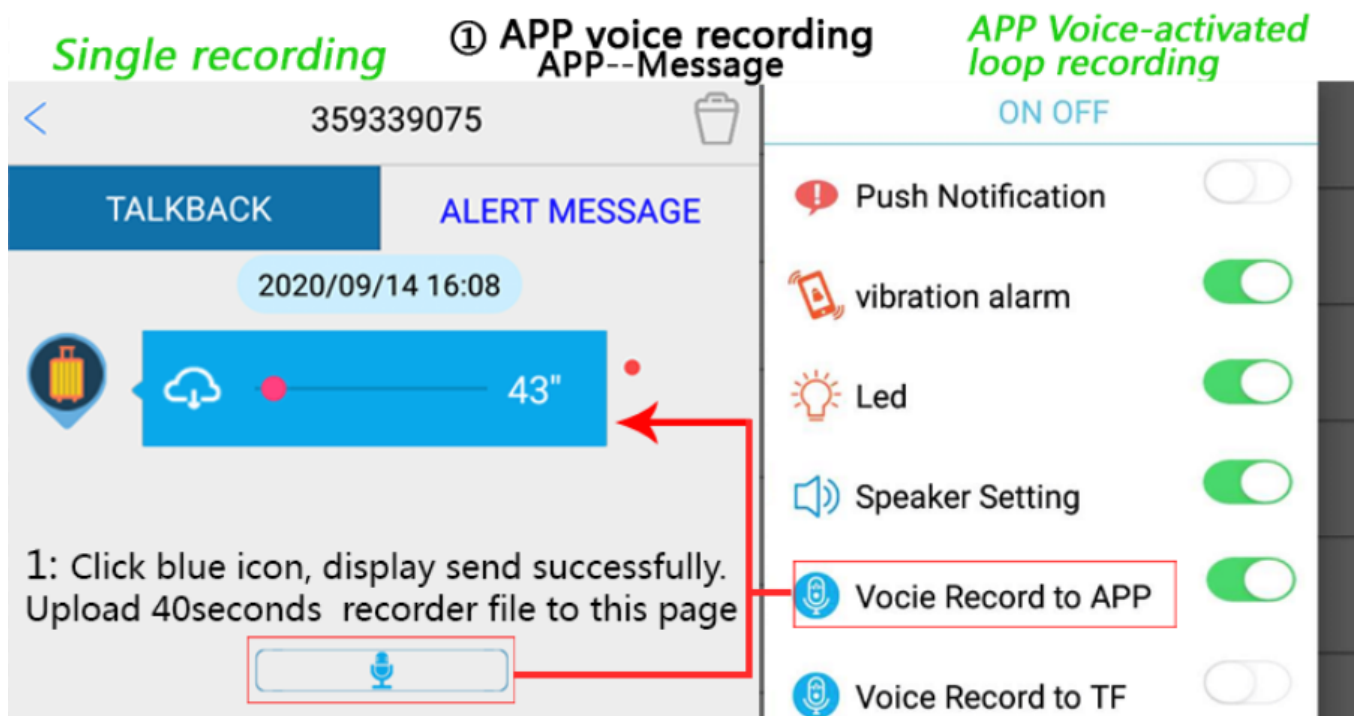 Single recording
① APP voice recording
APP--Message
APP Voice-activated
loop recording
359339075
TALKBACK
ALERT MESSAGE
2020/09/14 16:08
43"
1: Click blue icon, display send successfully.
Upload 40seconds recorder file to this page
ON OFF
Push Notification
vibration alarm
Led
Speaker Setting
Vocie Record to APP
Voice Record to TF